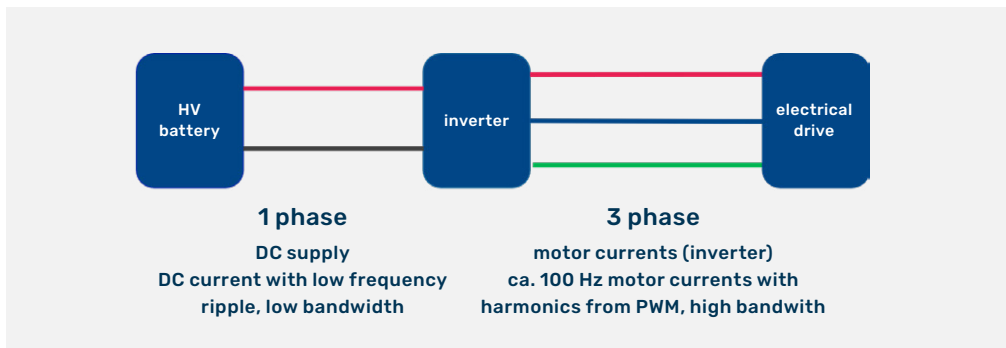 HV
battery
inverter
electrical
drive
1 phase
DC supply
DC current with low frequency
ripple, low bandwidth
3 phase
motor currents (inverter)
ca. 100 Hz motor currents with
harmonics from PWM, high bandwith